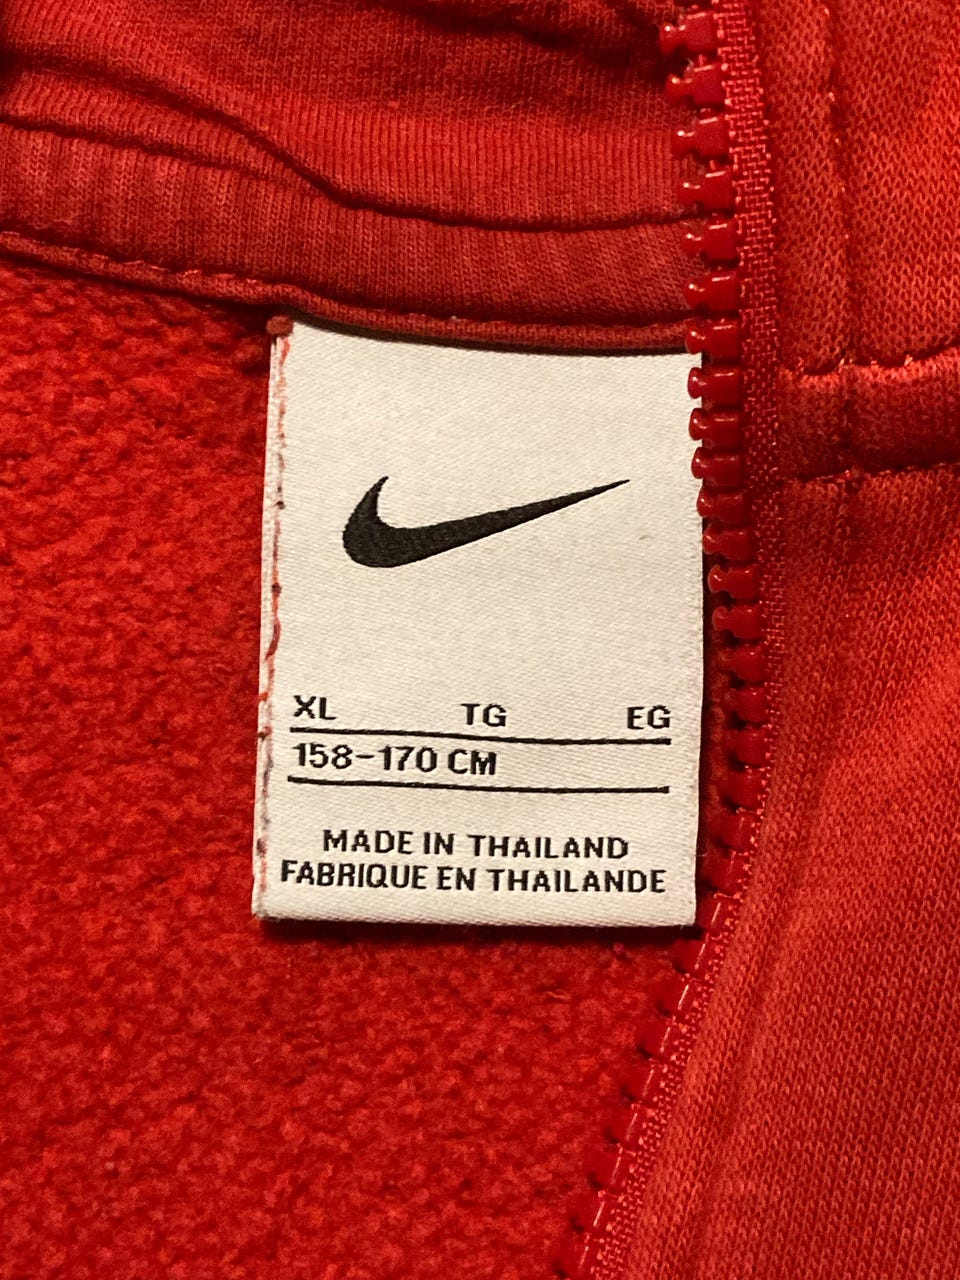 XL TG EG
158-170 CM
MADE IN THAILAND
FABRIQUE EN THAILANDE